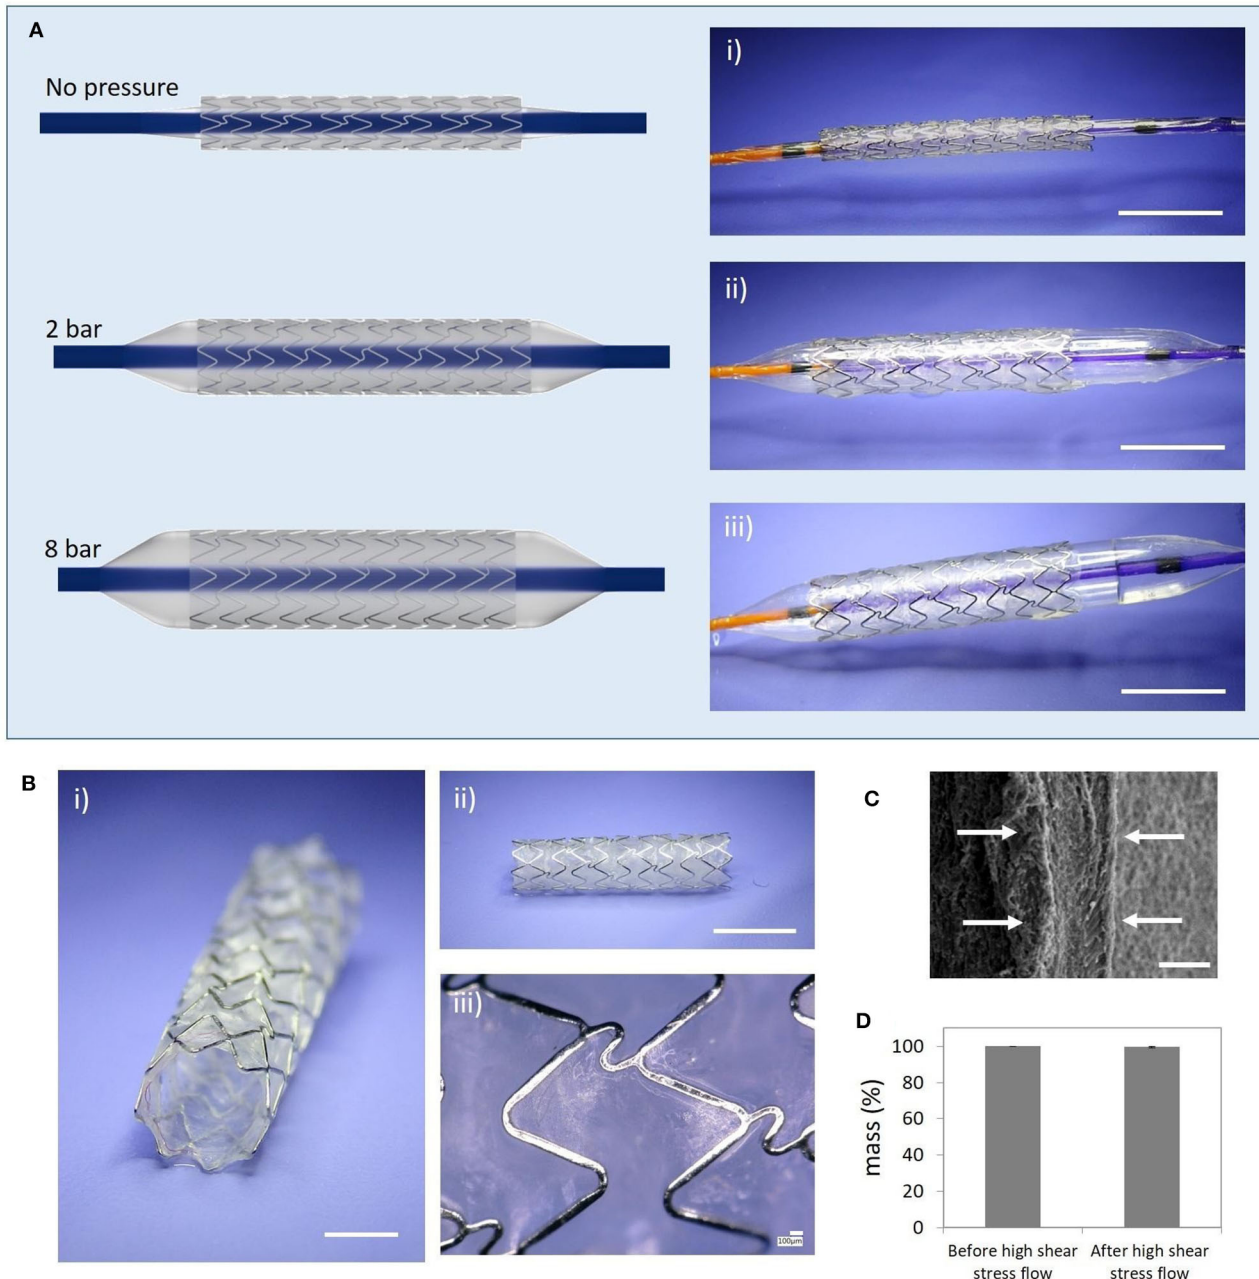 A
No pressure
i)
2 bar
ii)
8 bar
iii)
B
i)
ii)
iii)
100µm
C
D
mass (%)
100
80
60
40
20
0
Before high shear
stress flow
After high shear
stress flow